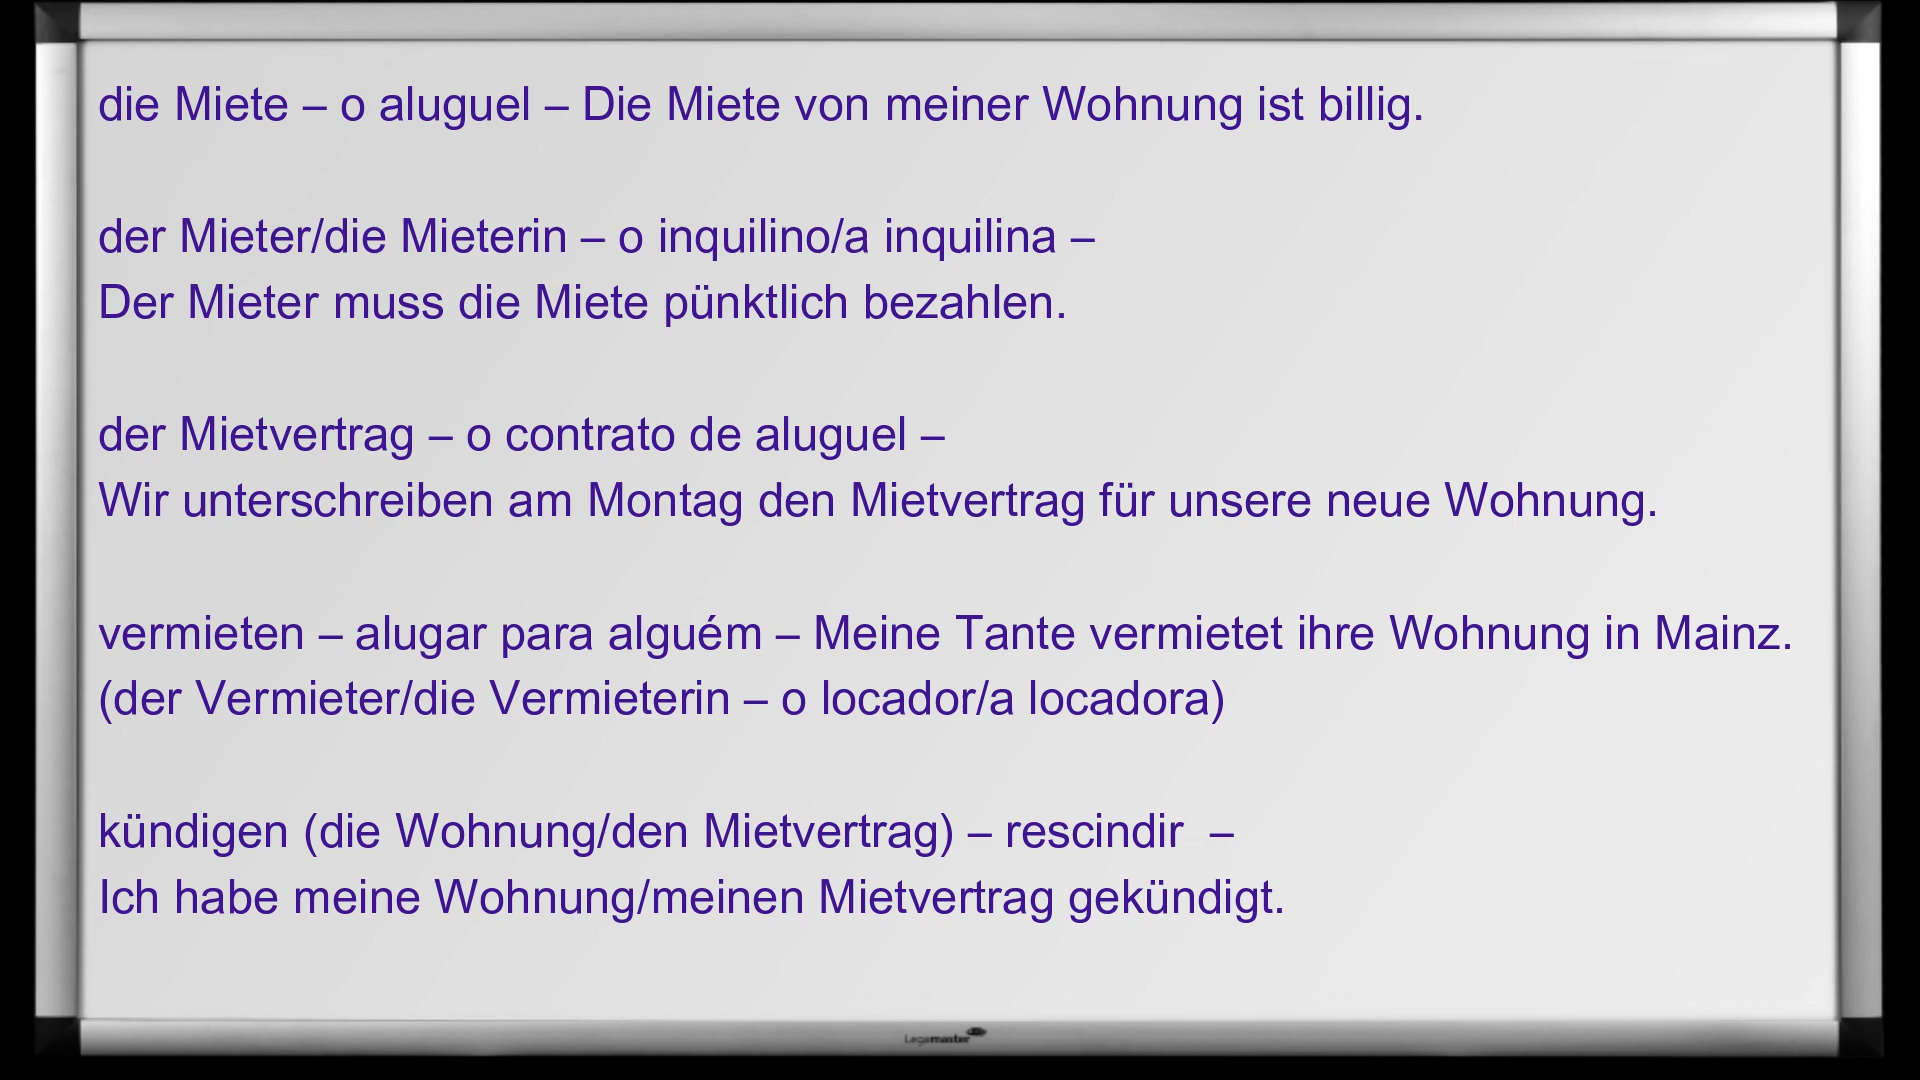 die Miete – o aluguel – Die Miete von meiner Wohnung ist billig.
der Mieter/die Mieterin – o inquilino/a inquilina –
Der Mieter muss die Miete pünktlich bezahlen.
der Mietvertrag – o contrato de aluguel –
Wir unterschreiben am Montag den Mietvertrag für unsere neue Wohnung.
vermieten – alugar para alguém – Meine Tante vermietet ihre Wohnung in Mainz.
(der Vermieter/die Vermieterin – o locador/a locadora)
kündigen (die Wohnung/den Mietvertrag) – rescindir –
Ich habe meine Wohnung/meinen Mietvertrag gekündigt.
Legamaster